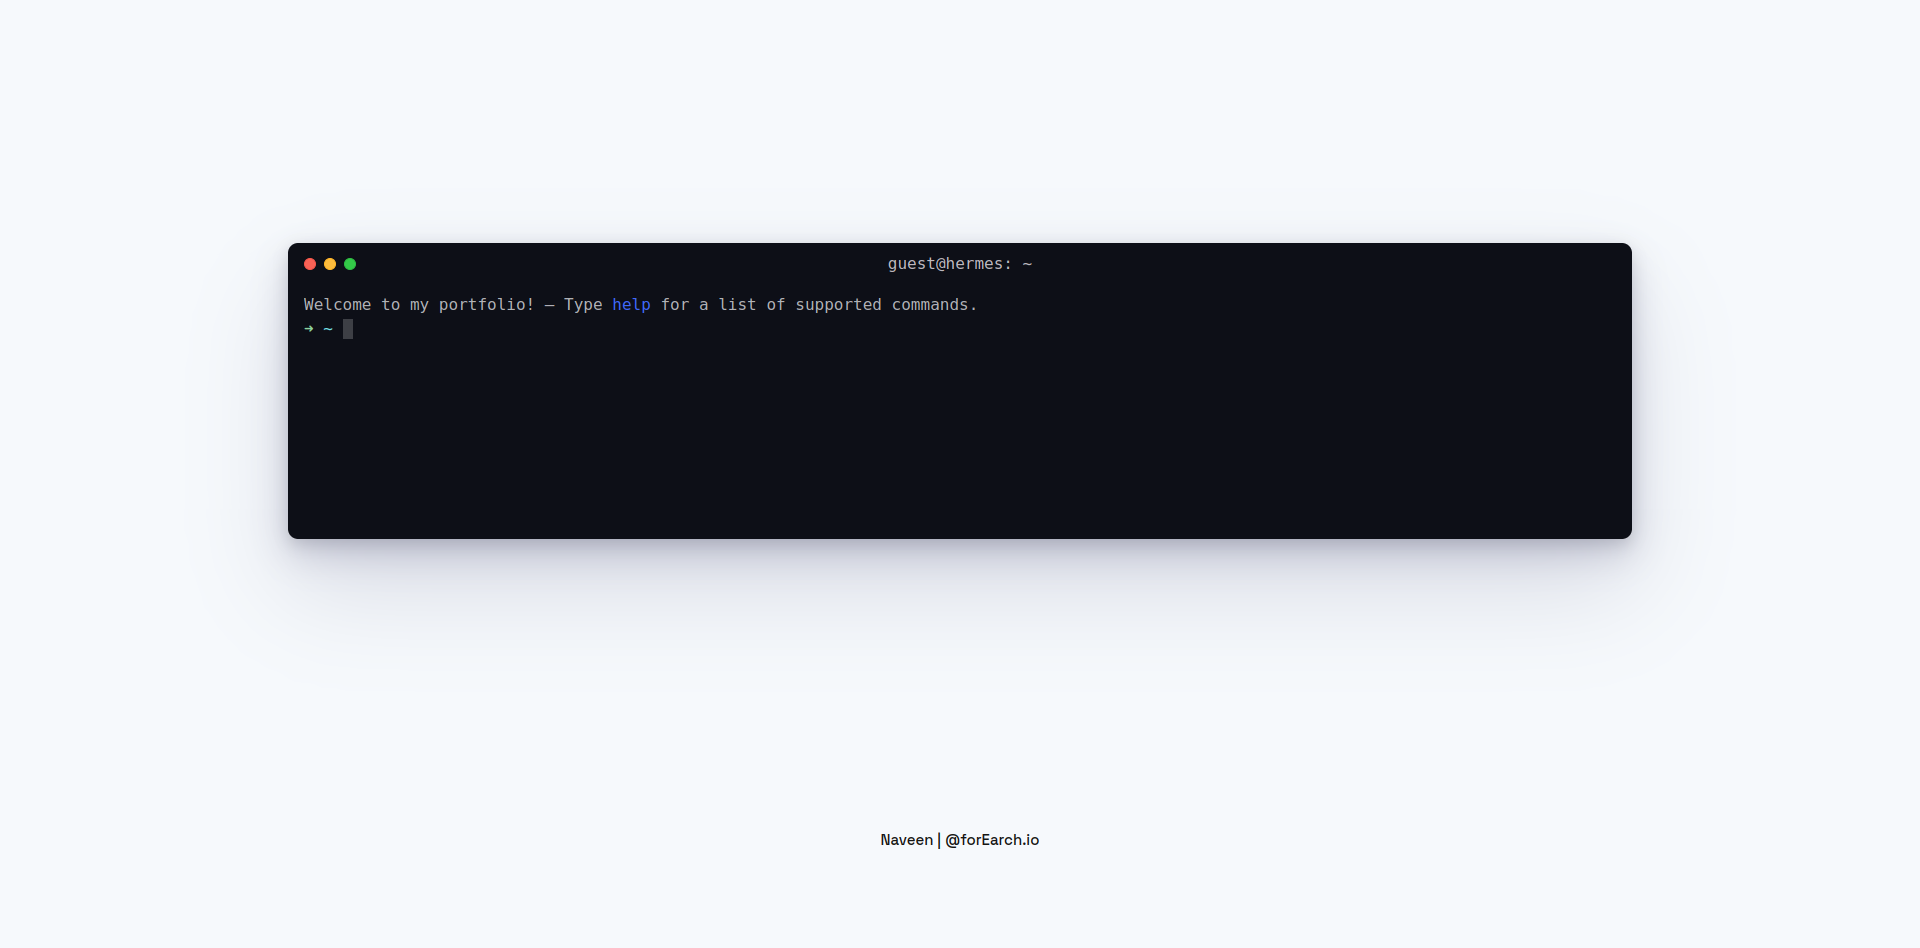 guest@hermes: ~
Welcome to my portfolio! — Type help for a list of supported commands.
➜ ~
Naveen | @forEarch.io